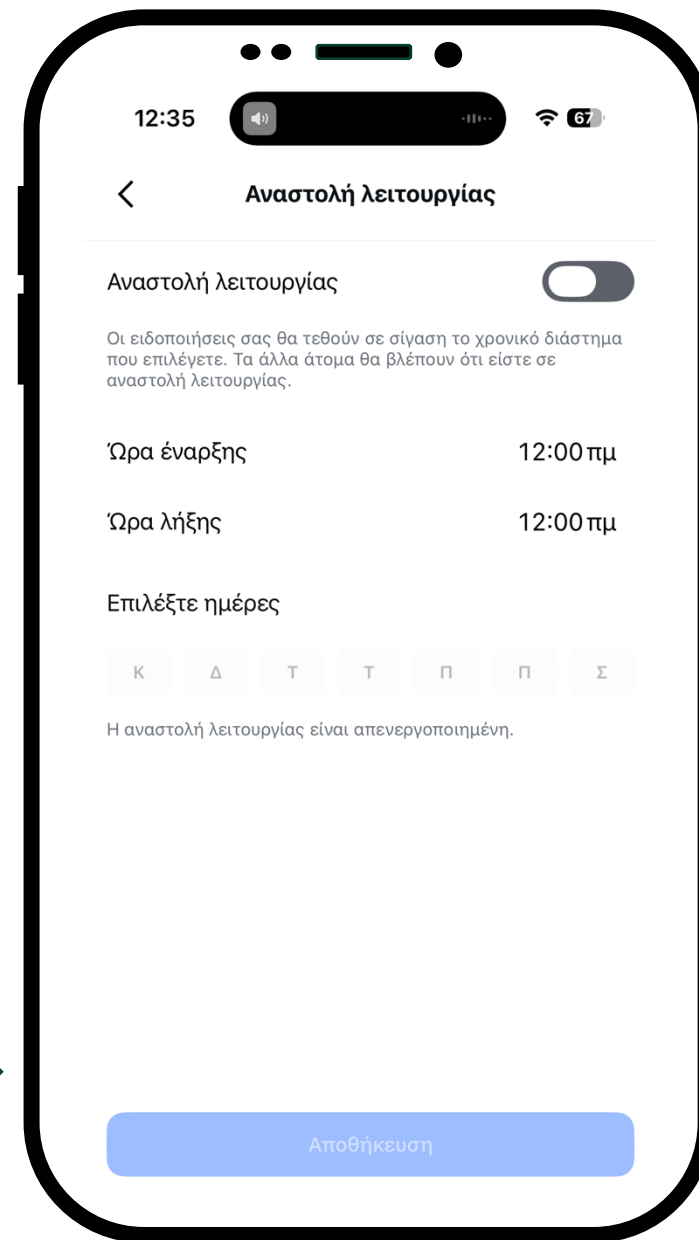 12:35
67
Αναστολή λειτουργίας
Αναστολή λειτουργίας
Οι ειδοποιήσεις σας θα τεθούν σε σίγαση το χρονικό διάστημα
που επιλέγετε. Τα άλλα άτομα θα βλέπουν ότι είστε σε
αναστολή λειτουργίας.
Ώρα έναρξης 12:00 πμ
Ώρα λήξης 12:00 πμ
Επιλέξτε ημέρες
Κ Δ Τ Τ Π Π Σ
Η αναστολή λειτουργίας είναι απενεργοποιημένη.
Αποθήκευση